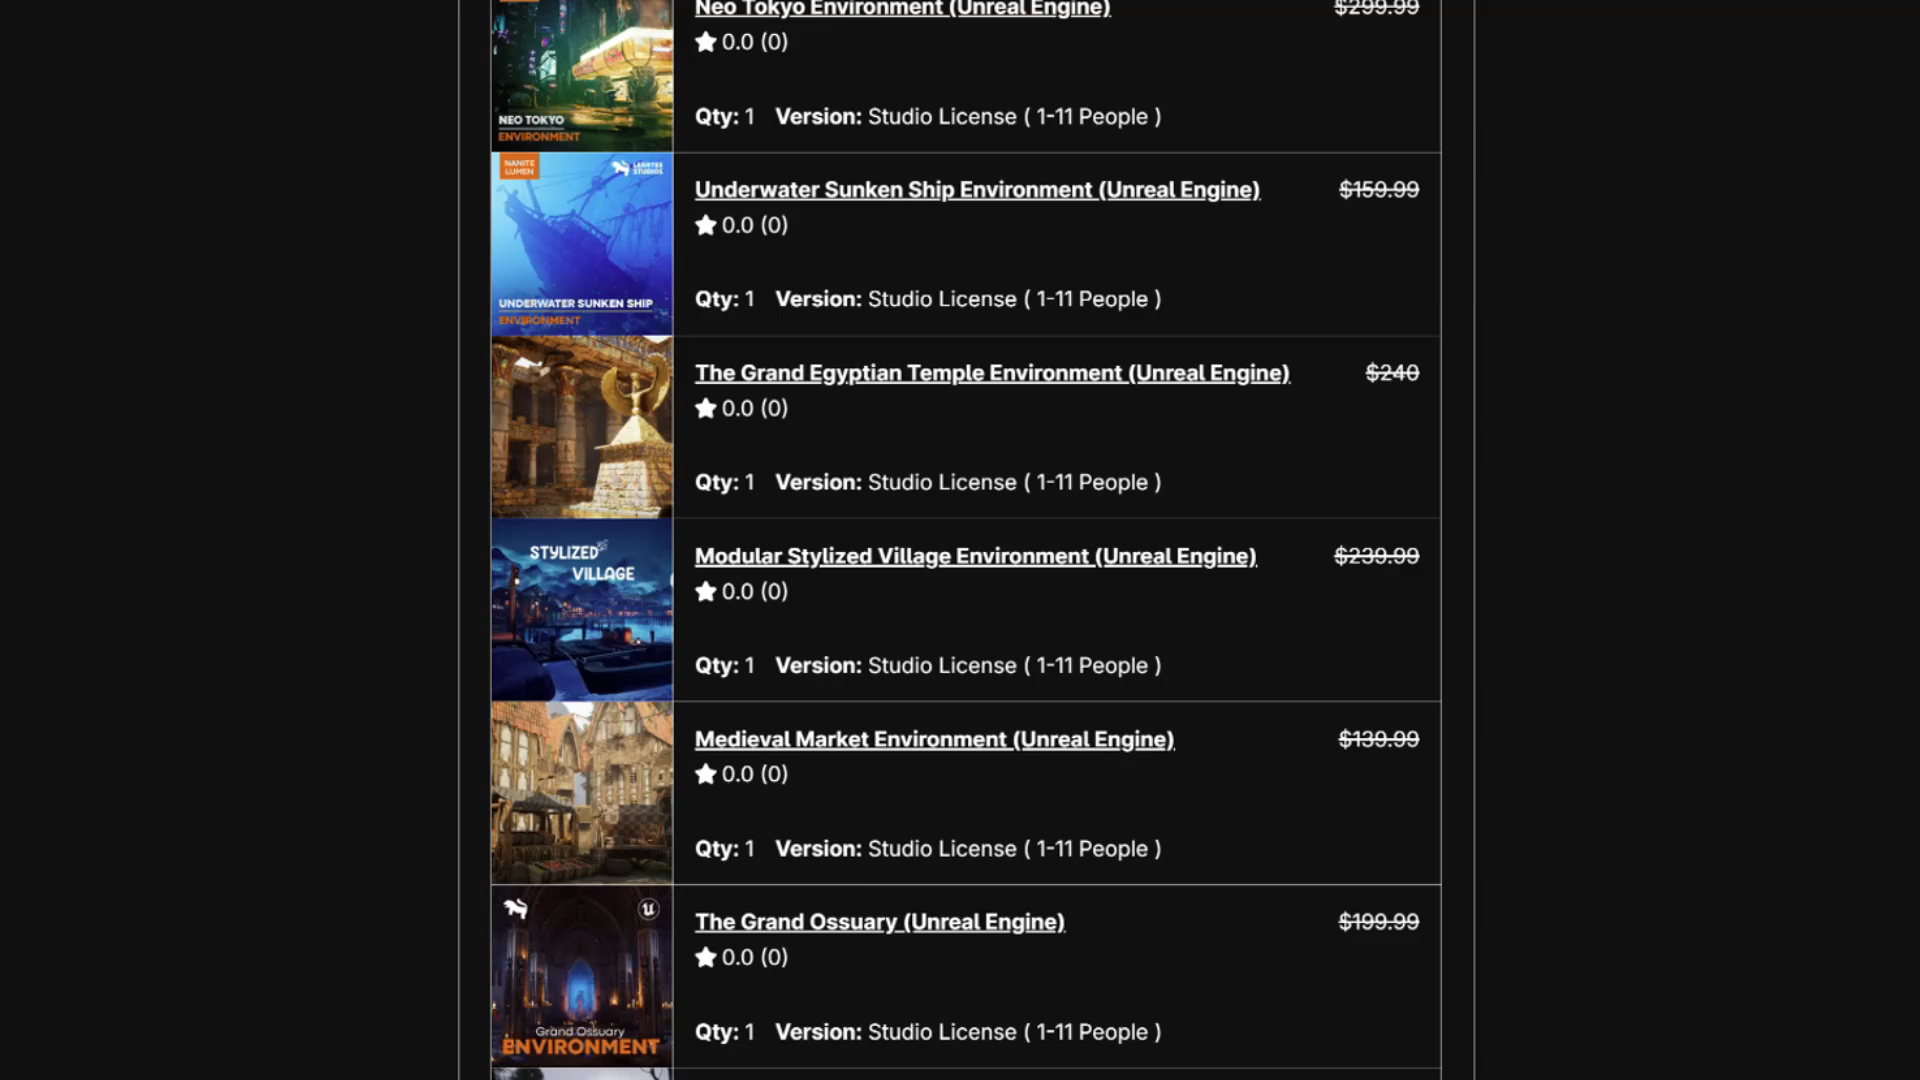 Neo Tokyo Environment (Unreal Engine)
$299.99
0.0 (0)
Qty: 1 Version: Studio License ( 1-11 People )
NEO TOKYO
ENVIRONMENT
NANITE
LUMEN
LEARTES
STUDIOS
UNDERWATER SUNKEN SHIP
ENVIRONMENT
Underwater Sunken Ship Environment (Unreal Engine)
$159.99
0.0 (0)
Qty: 1 Version: Studio License ( 1-11 People )
The Grand Egyptian Temple Environment (Unreal Engine)
$240
0.0 (0)
Qty: 1 Version: Studio License ( 1-11 People )
STYLIZED
VILLAGE
Modular Stylized Village Environment (Unreal Engine)
$239.99
0.0 (0)
Qty: 1 Version: Studio License ( 1-11 People )
Medieval Market Environment (Unreal Engine)
$139.99
0.0 (0)
Qty: 1 Version: Studio License ( 1-11 People )
Grand Ossuary
ENVIRONMENT
The Grand Ossuary (Unreal Engine)
$199.99
0.0 (0)
Qty: 1 Version: Studio License ( 1-11 People )